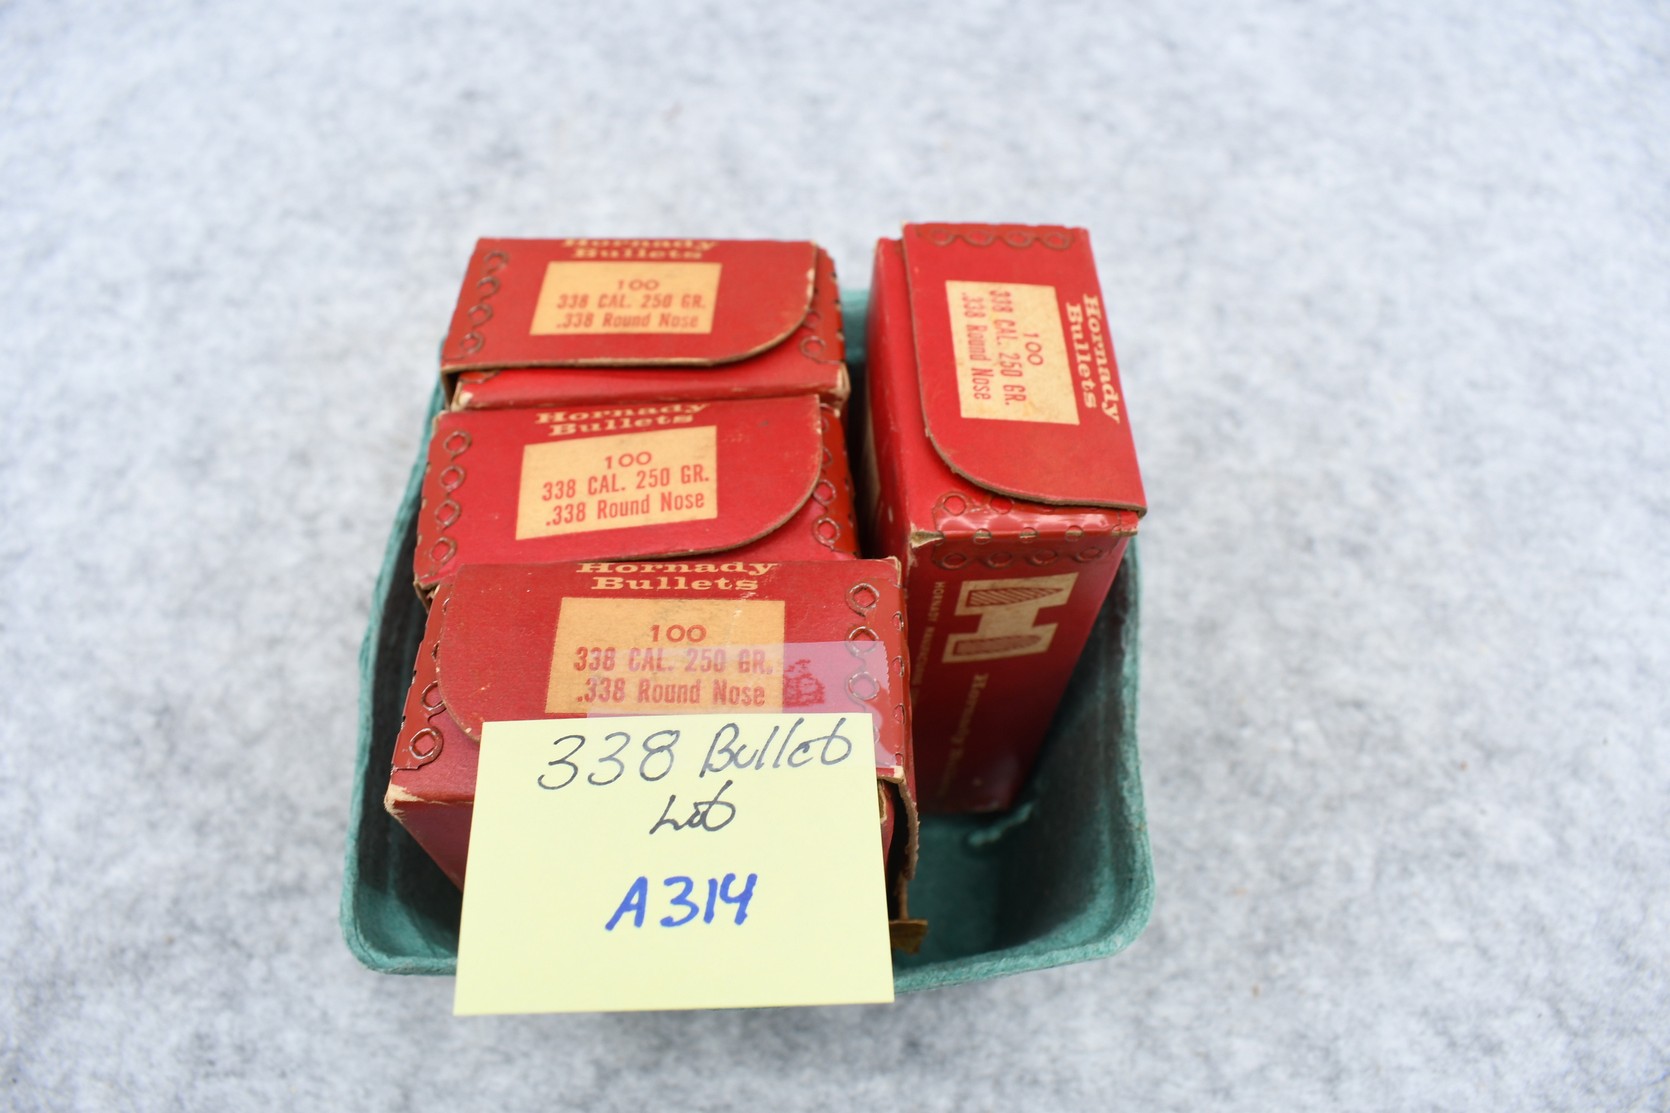 Hornady
Bullets
100
338 CAL. 250 GR.
.338 Round Nose
Hornady
Bullets
100
338 CAL. 250 GR.
.338 Round Nose
Hornady
Bullets
100
338 CAL. 250 GR.
.338 Round Nose
338 Bullet
Lot
A314
Hornady
Bullets
100
338 CAL. 250 GR.
.338 Round Nose
H
Hornady
HORNADY